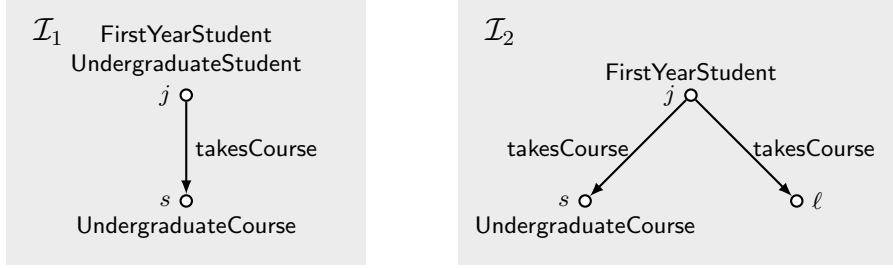 ℐ₁
FirstYearStudent
UndergraduateStudent
j
takesCourse
s
UndergraduateCourse
ℐ₂
FirstYearStudent
j
takesCourse takesCourse
s ℓ
UndergraduateCourse